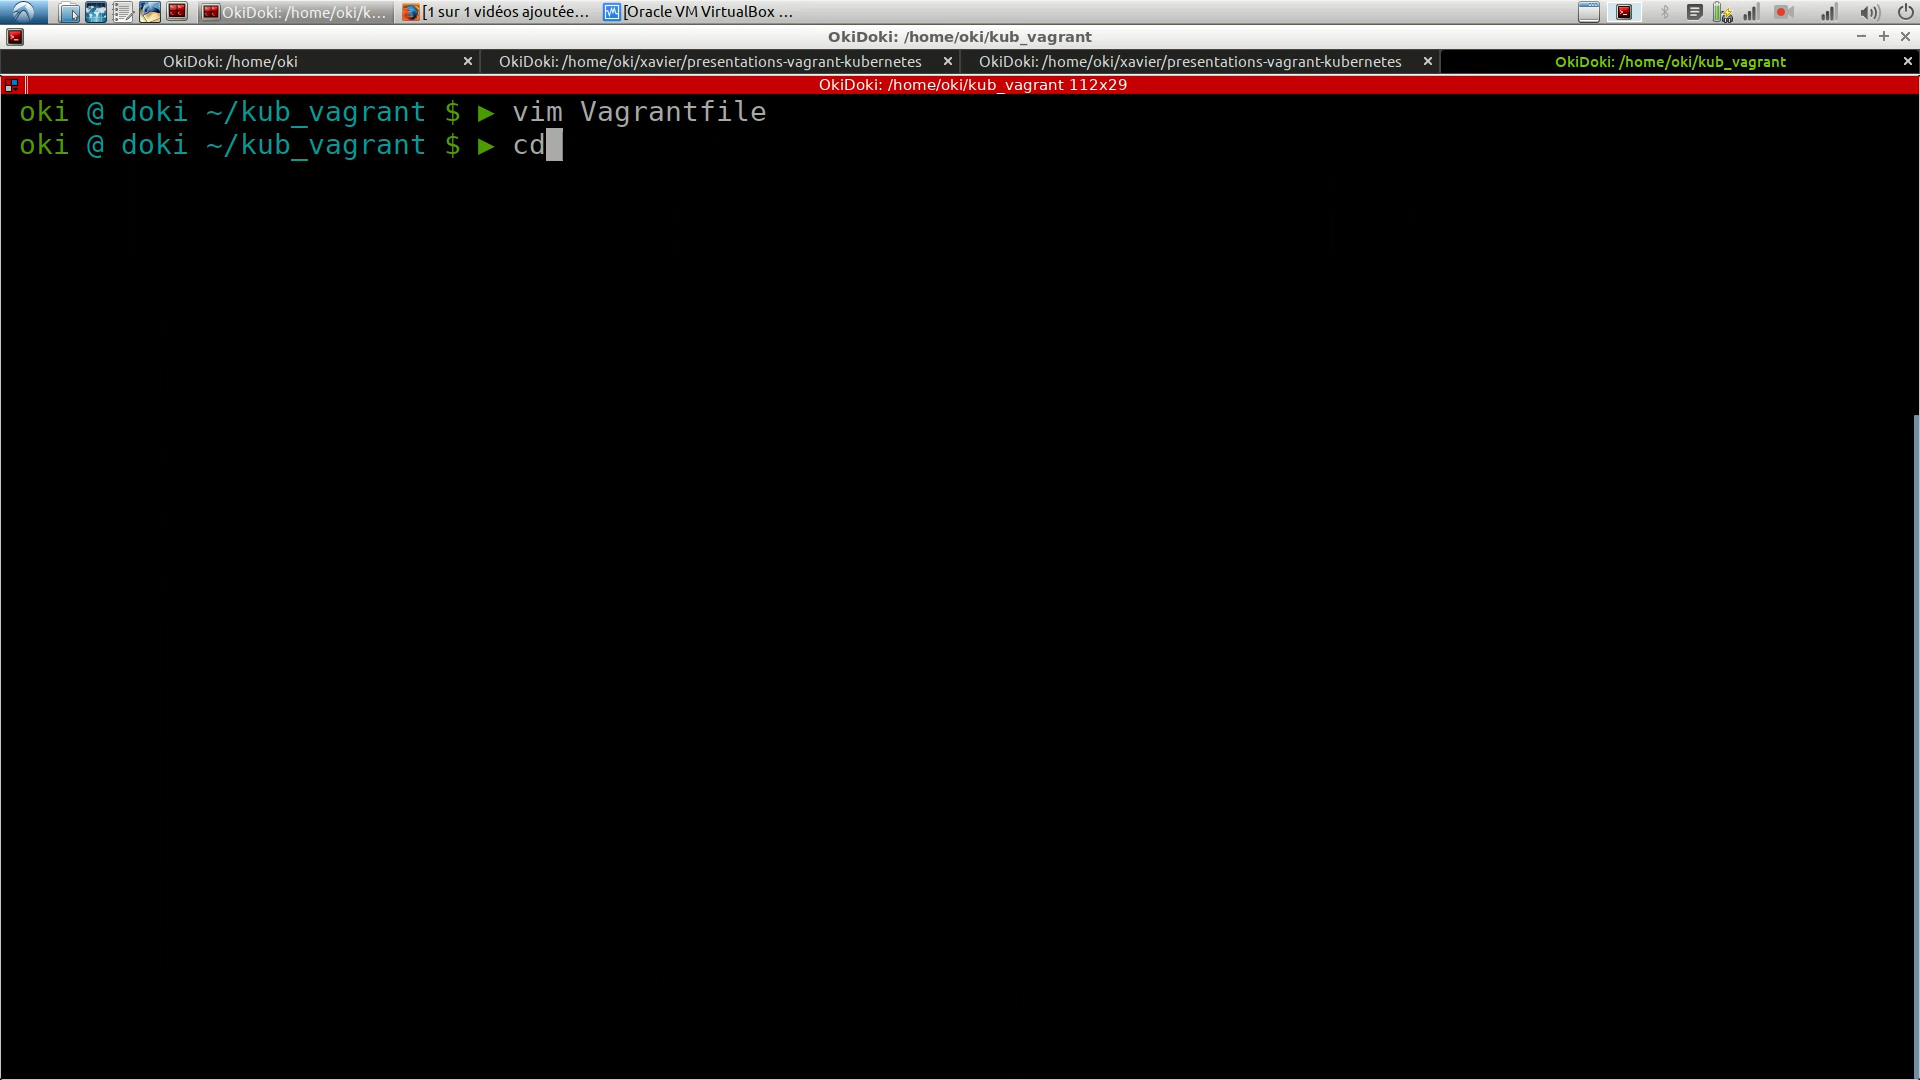 OkiDoki: /home/oki/k... [1 sur 1 vidéos ajoutée... [Oracle VM VirtualBox ...
OkiDoki: /home/oki/kub_vagrant
OkiDoki: /home/oki OkiDoki: /home/oki/xavier/presentations-vagrant-kubernetes OkiDoki: /home/oki/xavier/presentations-vagrant-kubernetes OkiDoki: /home/oki/kub_vagrant
OkiDoki: /home/oki/kub_vagrant 112x29
oki @ doki ~/kub_vagrant $ ► vim Vagrantfile
oki @ doki ~/kub_vagrant $ ► cd